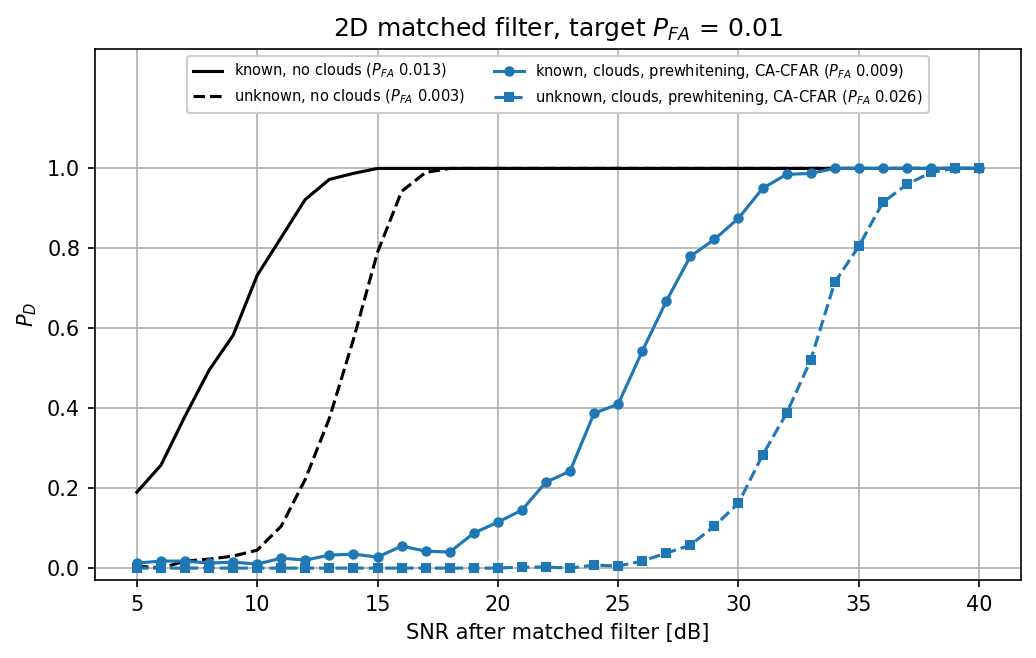 2D matched filter, target P_FA = 0.01
known, no clouds (P_FA 0.013)
unknown, no clouds (P_FA 0.003)
known, clouds, prewhitening, CA-CFAR (P_FA 0.009)
unknown, clouds, prewhitening, CA-CFAR (P_FA 0.026)
1.0
0.8
0.6
0.4
0.2
0.0
P_D
5 10 15 20 25 30 35 40
SNR after matched filter [dB]